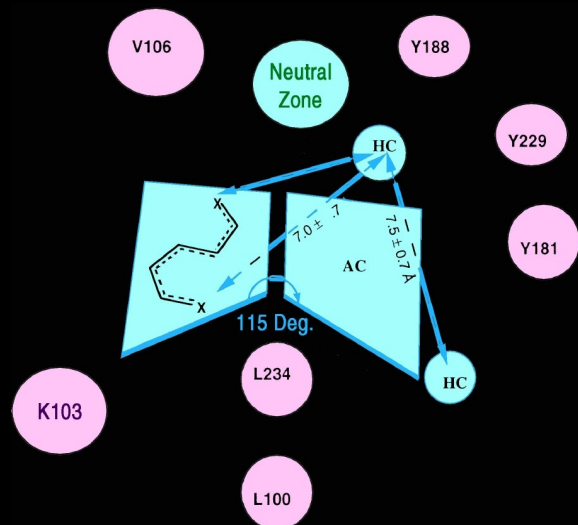 V106
Y188
Neutral
Zone
Y229
HC
X
7.0 ± .7
7.5 ± 0.7 Å
Y181
AC
X
115 Deg.
L234
HC
K103
L100